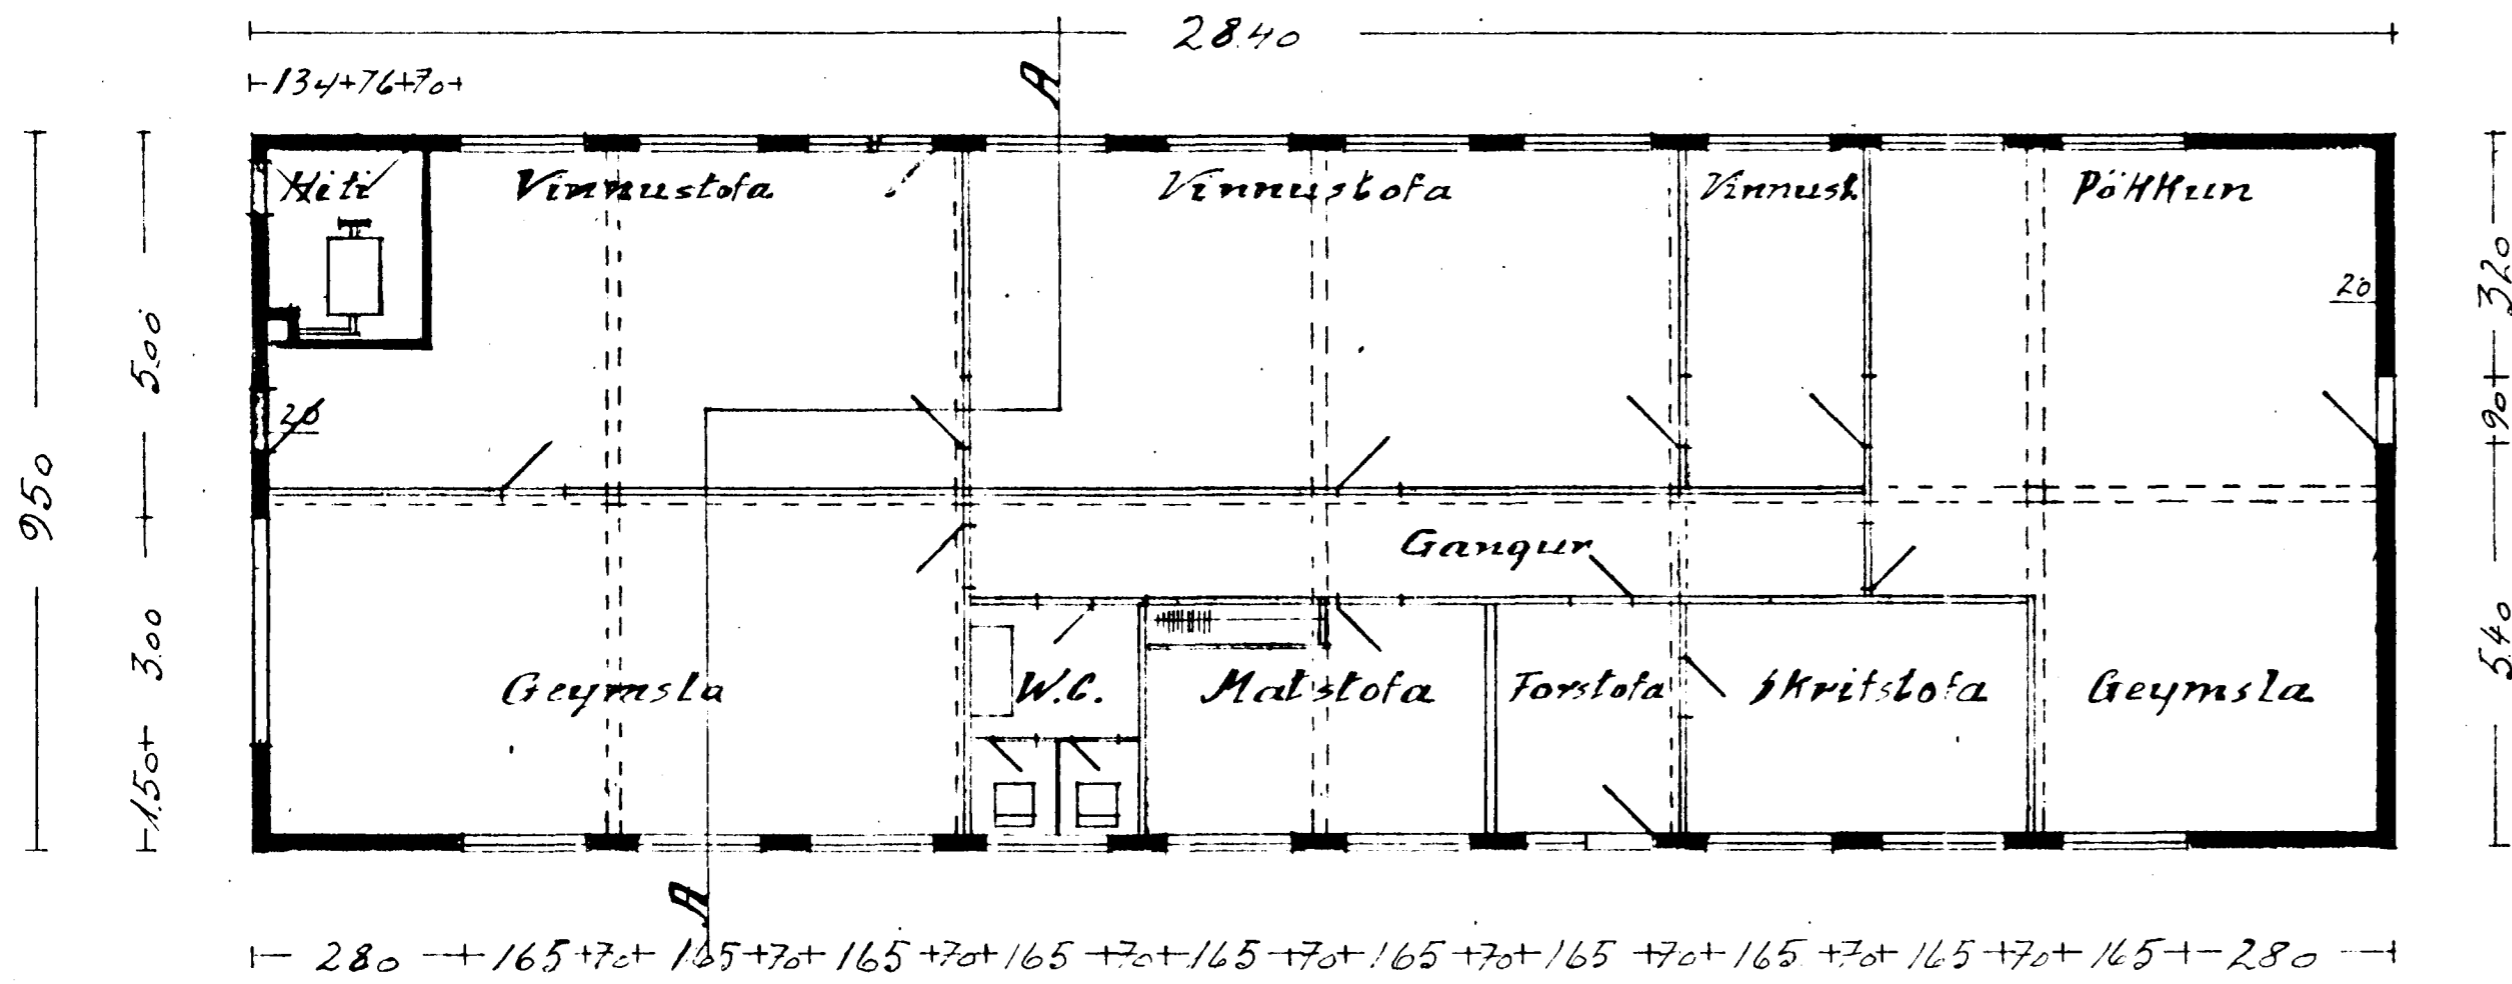 28.40
134+76+70+
A
Hiti
Vinnustofa
Vinnustofa
Vinnust.
Pökkun
20
20
950
5.00
3.00
1.50
320
90
540
Gangur
Geymsla
W.C.
Matstofa
Forstofa
Skrifstofa
Geymsla
A
280 + 165 + 70 + 165 + 70 + 165 + 70 + 165 + 70 + 165 + 70 + 165 + 70 + 165 + 70 + 165 + 70 + 165 + 70 + 165 + 280